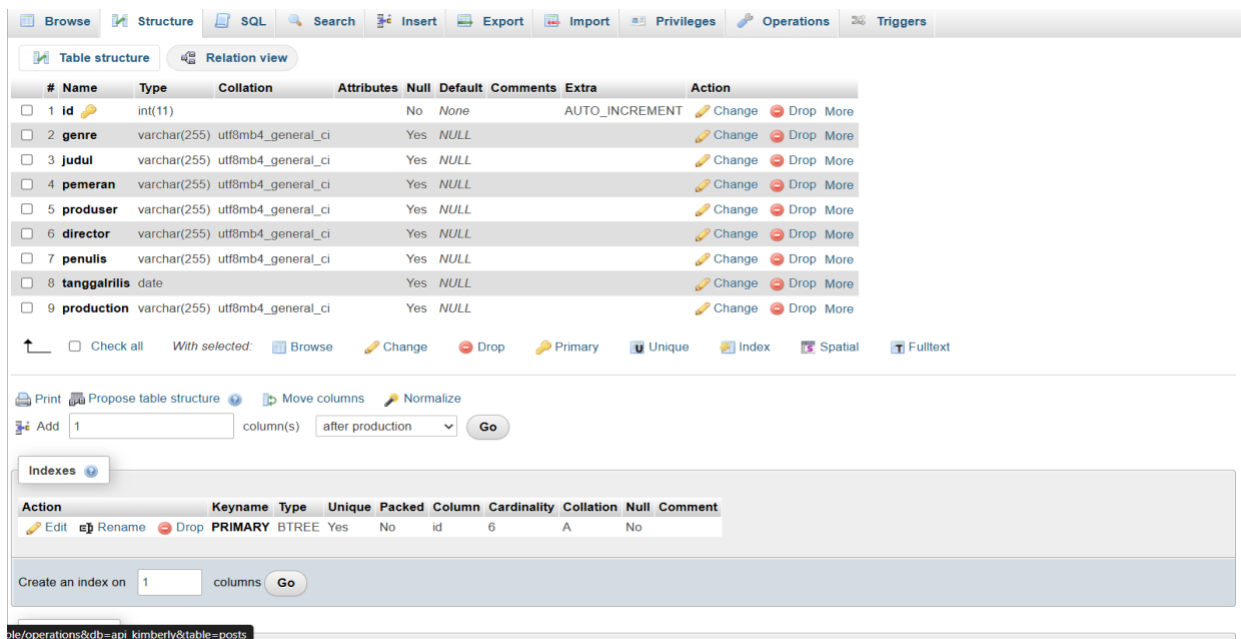 Browse Structure SQL Search Insert Export Import Privileges Operations Triggers
Table structure Relation view
# Name Type Collation Attributes Null Default Comments Extra Action
1 id int(11) No None AUTO_INCREMENT Change Drop More
2 genre varchar(255) utf8mb4_general_ci Yes NULL Change Drop More
3 judul varchar(255) utf8mb4_general_ci Yes NULL Change Drop More
4 pemeran varchar(255) utf8mb4_general_ci Yes NULL Change Drop More
5 produser varchar(255) utf8mb4_general_ci Yes NULL Change Drop More
6 director varchar(255) utf8mb4_general_ci Yes NULL Change Drop More
7 penulis varchar(255) utf8mb4_general_ci Yes NULL Change Drop More
8 tanggalrilis date Yes NULL Change Drop More
9 production varchar(255) utf8mb4_general_ci Yes NULL Change Drop More
Check all With selected: Browse Change Drop Primary Unique Index Spatial Fulltext
Print Propose table structure Move columns Normalize
Add 1 column(s) after production Go
Indexes
Action Keyname Type Unique Packed Column Cardinality Collation Null Comment
Edit Rename Drop PRIMARY BTREE Yes No id 6 A No
Create an index on 1 columns Go
ble/operations&db=api_kimberly&table=posts